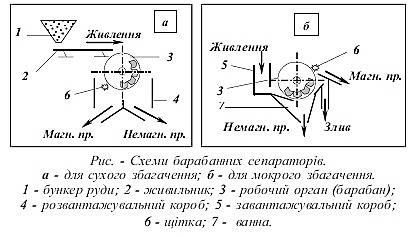 а
1
Живлення
3
2
6
4
Магн. пр.
Немагн. пр.
б
Живлення
6
5
Магн. пр.
3
7
Немагн. пр.
Злив
Рис. - Схеми барабанних сепараторів.
а - для сухого збагачення; б - для мокрого збагачення.
1 - бункер руди; 2 - живильник; 3 - робочий орган (барабан);
4 - розвантажувальний короб; 5 - завантажувальний короб;
6 - щітка; 7 - ванна.